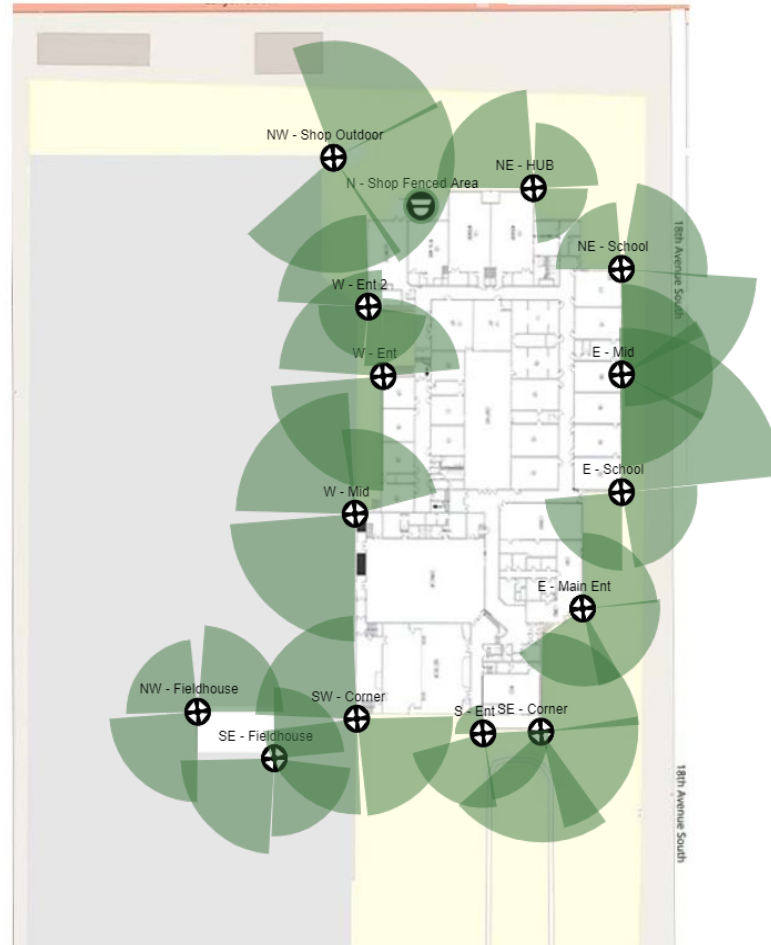 NW - Shop Outdoor
NE - HUB
N - Shop Fenced Area
NE - School
18th Avenue South
W - Ent 2
W - Ent
E - Mid
E - School
W - Mid
E - Main Ent
NW - Fieldhouse
SW - Corner
S - Ent
SE - Corner
SE - Fieldhouse
18th Avenue South